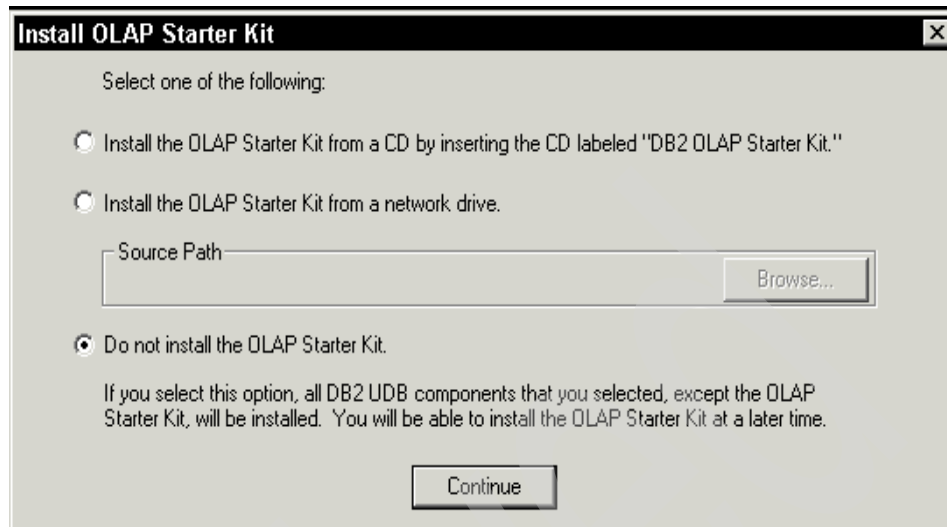 Install OLAP Starter Kit
Select one of the following:
Install the OLAP Starter Kit from a CD by inserting the CD labeled "DB2 OLAP Starter Kit."
Install the OLAP Starter Kit from a network drive.
Source Path
Browse...
Do not install the OLAP Starter Kit.
If you select this option, all DB2 UDB components that you selected, except the OLAP
Starter Kit, will be installed. You will be able to install the OLAP Starter Kit at a later time.
Continue